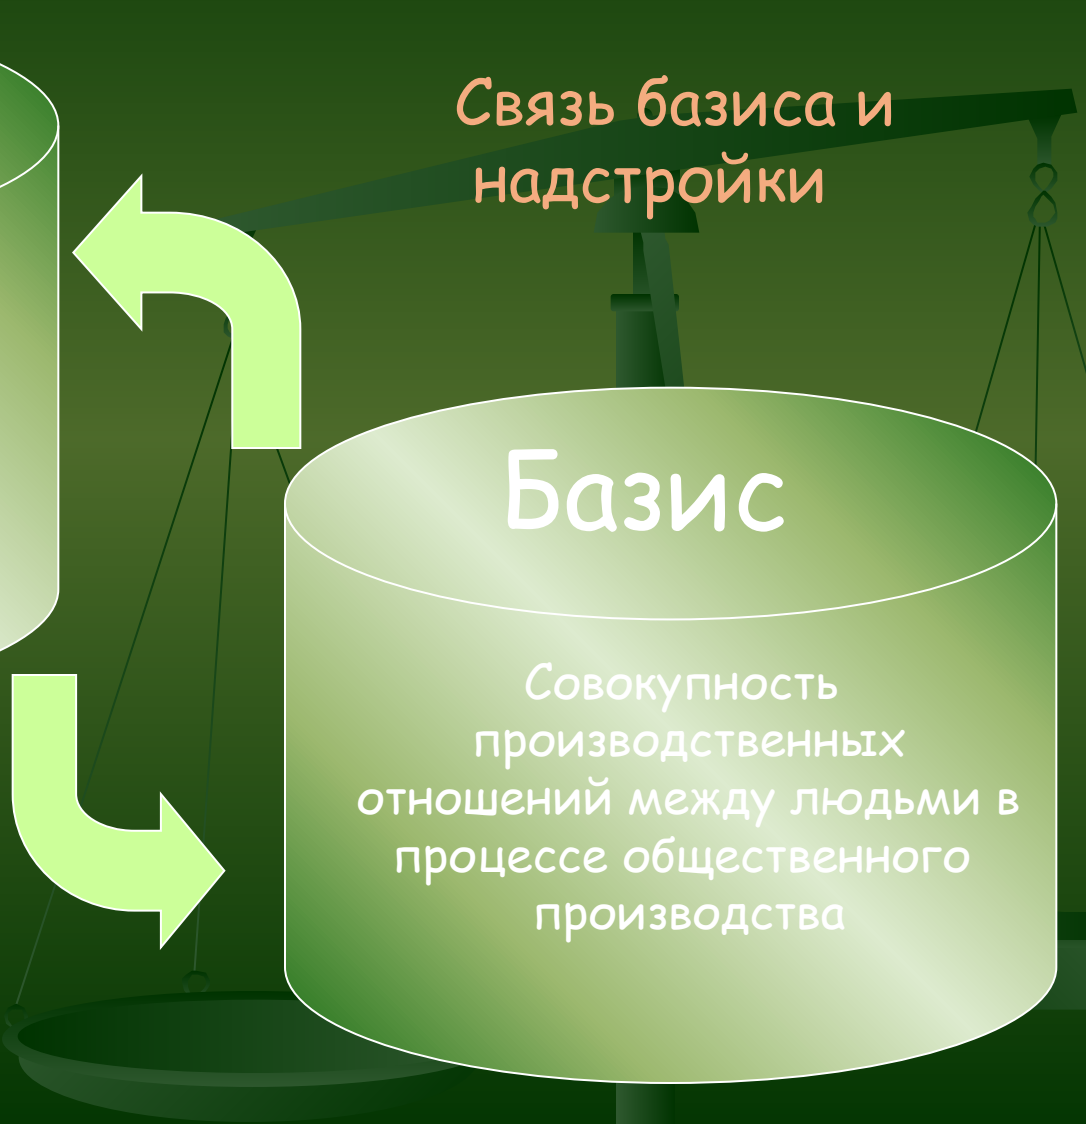 Связь базиса и
надстройки
Базис
Совокупность
производственных
отношений между людьми в
процессе общественного
производства